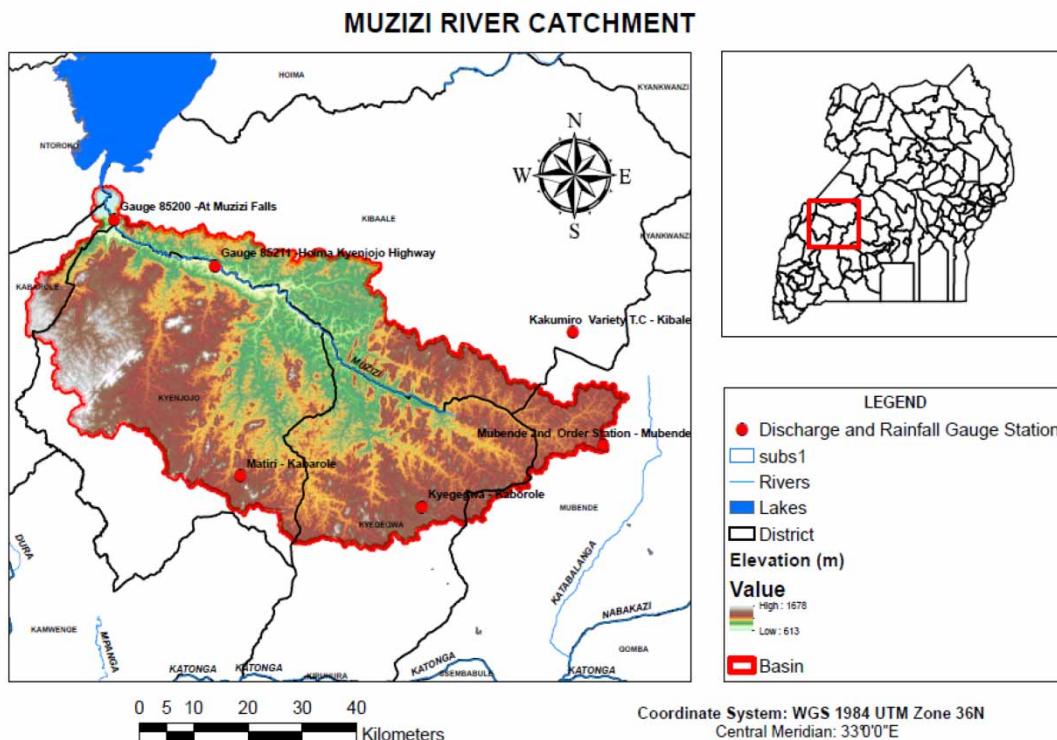 MUZIZI RIVER CATCHMENT
HOIMA
KYANKWANZI
NTOROKO
N
W E
S
Gauge 85200 -At Muzizi Falls
KIBAALE
KYANKWANZI
Gauge 85211-Hoima Kyenjojo Highway
KABAROLE
Kakumiro Variety T.C - Kibale
MUZIZI
KYENJOJO
Mubende 2nd Order Station - Mubende
Matiri - Kabarole
Kyegegwa - Kaborole
MUBENDE
KYEGEGWA
DURA
KATABALANGA
NABAKAZI
KAMWENGE
MPANGA
GOMBA
KATONGA
KATONGA
KATONGA
KATONGA
KIRUHURA
SSEMBABULE
LEGEND
Discharge and Rainfall Gauge Station
subs1
Rivers
Lakes
District
Elevation (m)
Value
High : 1678
Low : 613
Basin
0 5 10 20 30 40
Kilometers
Coordinate System: WGS 1984 UTM Zone 36N
Central Meridian: 33°0'0"E